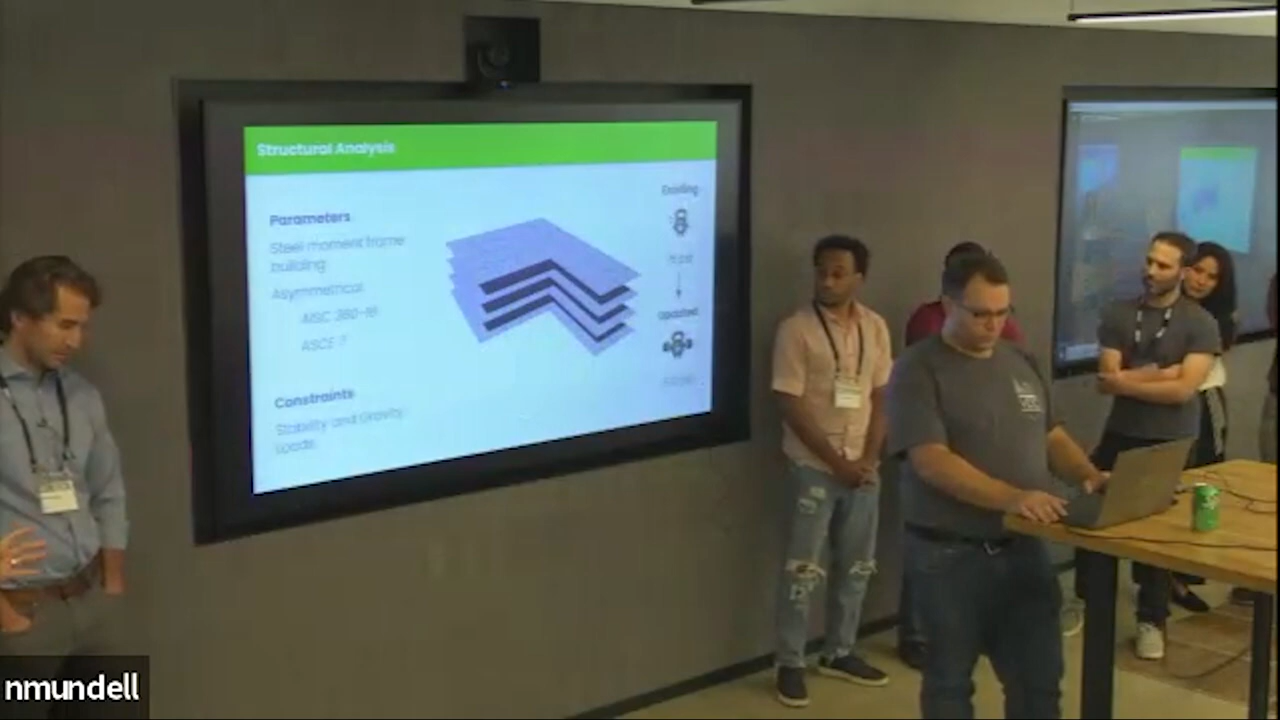 Structural Analysis
Parameters
Steel moment frame
building
Asymmetrical
AISC 360-16
ASCE 7
Constraints
Stability and Gravity
Loads
Existing
Updated
nmundell